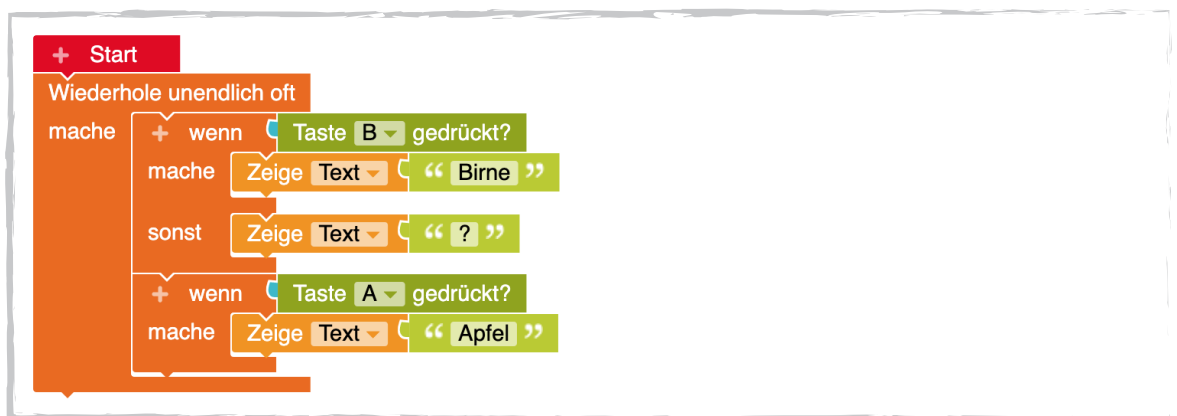 + Start
Wiederhole unendlich oft
mache + wenn Taste B gedrückt?
mache Zeige Text “ Birne ”
sonst Zeige Text “ ? ”
+ wenn Taste A gedrückt?
mache Zeige Text “ Apfel ”